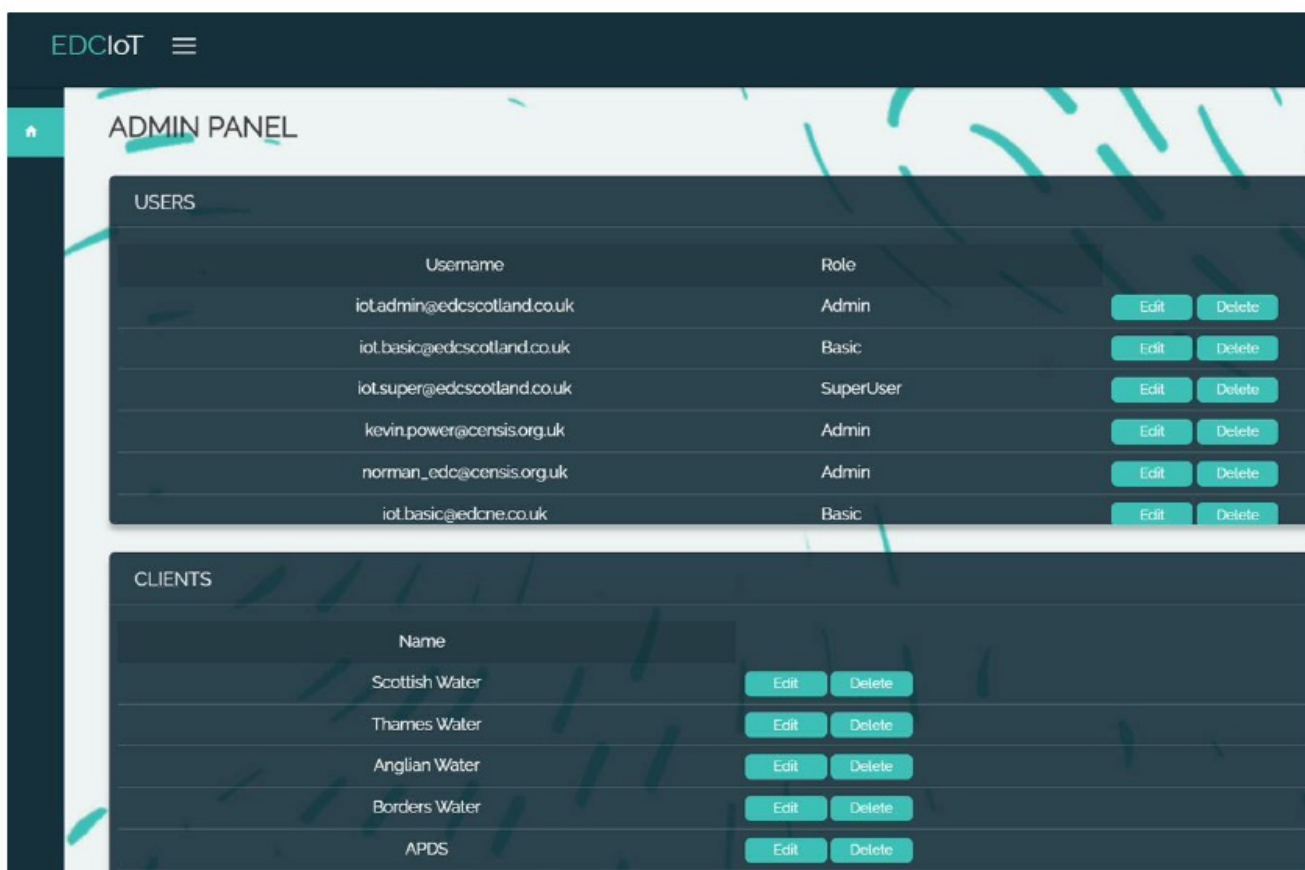 EDCIoT
ADMIN PANEL
USERS
Username Role
iot.admin@edcscotland.co.uk Admin Edit Delete
iot.basic@edcscotland.co.uk Basic Edit Delete
iot.super@edcscotland.co.uk SuperUser Edit Delete
kevin.power@censis.org.uk Admin Edit Delete
norman_edc@censis.org.uk Admin Edit Delete
iot.basic@edcne.co.uk Basic Edit Delete
CLIENTS
Name
Scottish Water Edit Delete
Thames Water Edit Delete
Anglian Water Edit Delete
Borders Water Edit Delete
APDS Edit Delete